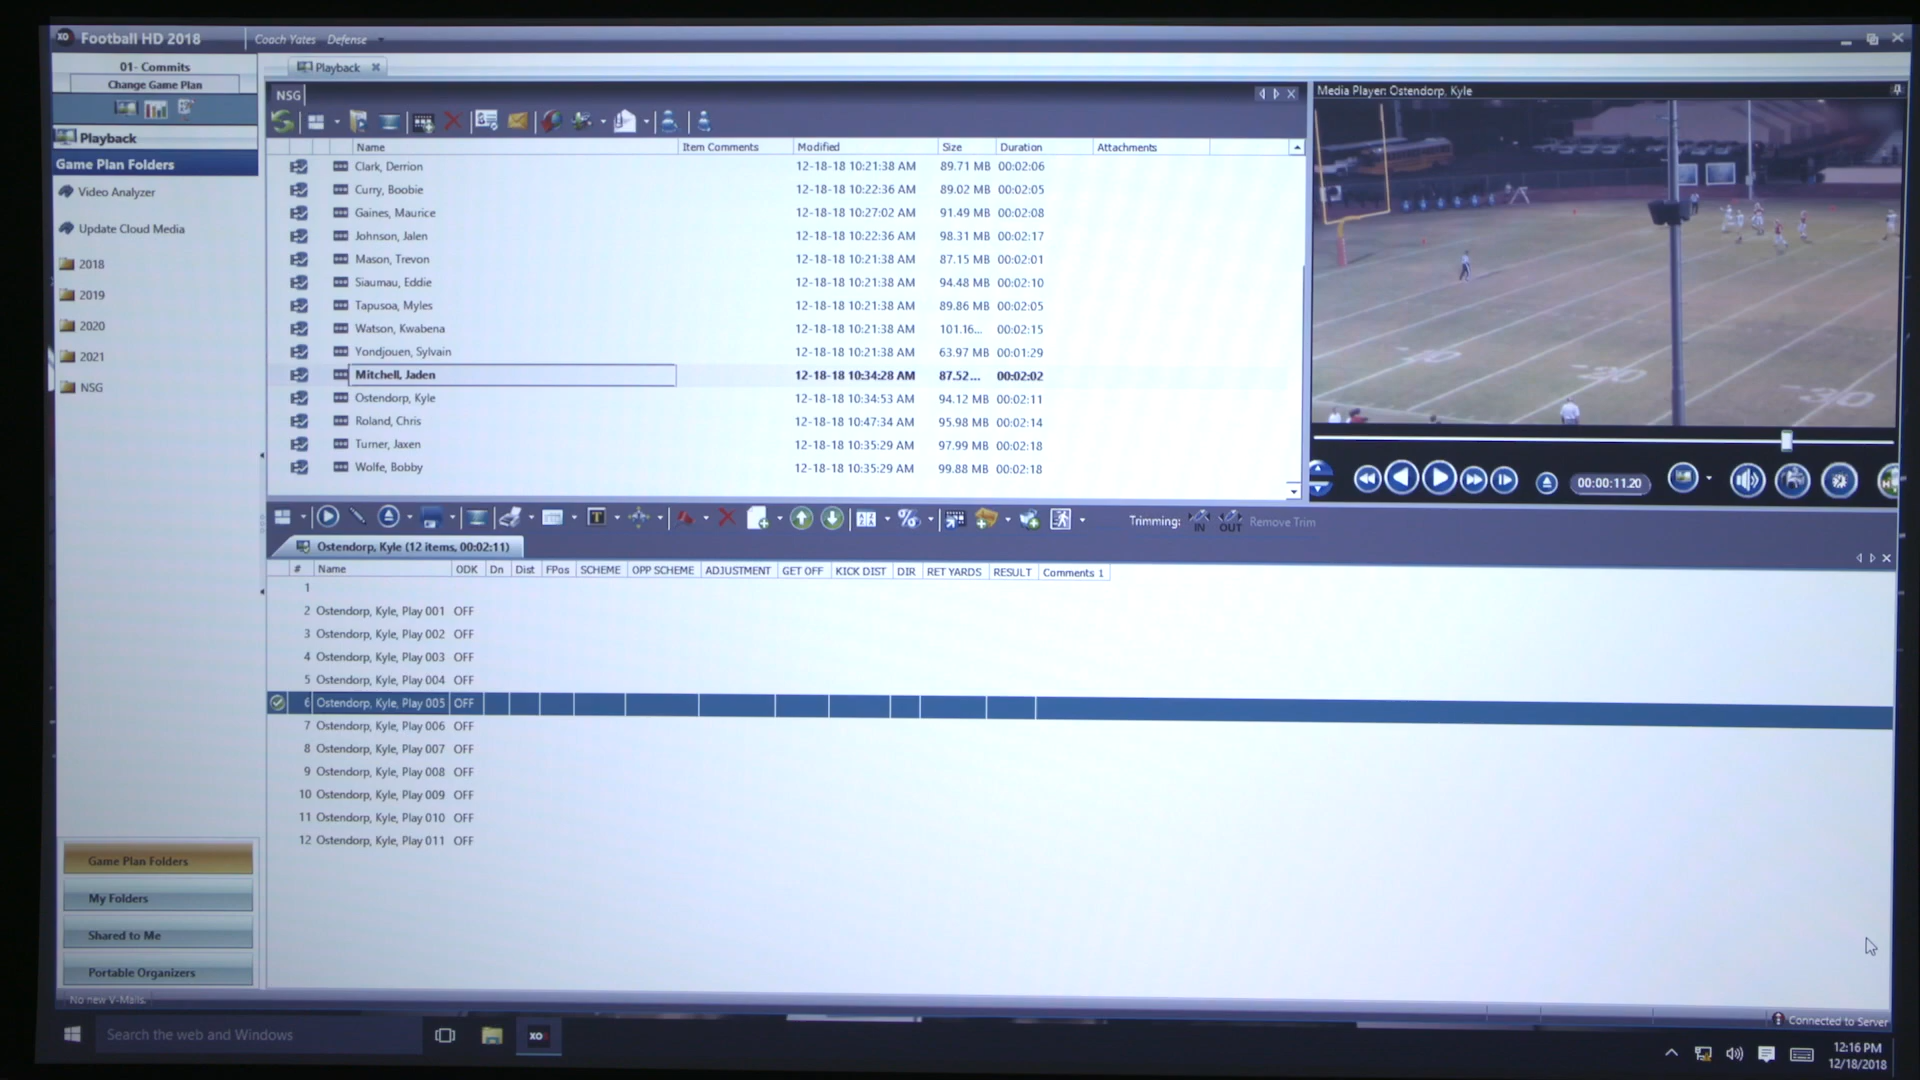 XO Football HD 2018 Coach Yates Defense
01- Commits
Change Game Plan
Playback
Game Plan Folders
Video Analyzer
Update Cloud Media
2018
2019
2020
2021
NSG
Game Plan Folders
My Folders
Shared to Me
Portable Organizers
No new V-Mails.
Playback
NSG
Name Item Comments Modified Size Duration Attachments
Clark, Derrion 12-18-18 10:21:38 AM 89.71 MB 00:02:06
Curry, Boobie 12-18-18 10:22:36 AM 89.02 MB 00:02:05
Gaines, Maurice 12-18-18 10:27:02 AM 91.49 MB 00:02:08
Johnson, Jalen 12-18-18 10:22:36 AM 98.31 MB 00:02:17
Mason, Trevon 12-18-18 10:21:38 AM 87.15 MB 00:02:01
Siaumau, Eddie 12-18-18 10:21:38 AM 94.48 MB 00:02:10
Tapusoa, Myles 12-18-18 10:21:38 AM 89.86 MB 00:02:05
Watson, Kwabena 12-18-18 10:21:38 AM 101.16... 00:02:15
Yondjouen, Sylvain 12-18-18 10:21:38 AM 63.97 MB 00:01:29
Mitchell, Jaden 12-18-18 10:34:28 AM 87.52... 00:02:02
Ostendorp, Kyle 12-18-18 10:34:53 AM 94.12 MB 00:02:11
Roland, Chris 12-18-18 10:47:34 AM 95.98 MB 00:02:14
Turner, Jaxen 12-18-18 10:35:29 AM 97.99 MB 00:02:18
Wolfe, Bobby 12-18-18 10:35:29 AM 99.88 MB 00:02:18
Media Player: Ostendorp, Kyle
00:00:11.20
Trimming: IN OUT Remove Trim
Ostendorp, Kyle (12 items, 00:02:11)
# Name ODK Dn Dist FPos SCHEME OPP SCHEME ADJUSTMENT GET OFF KICK DIST DIR RET YARDS RESULT Comments 1
1
2 Ostendorp, Kyle, Play 001 OFF
3 Ostendorp, Kyle, Play 002 OFF
4 Ostendorp, Kyle, Play 003 OFF
5 Ostendorp, Kyle, Play 004 OFF
6 Ostendorp, Kyle, Play 005 OFF
7 Ostendorp, Kyle, Play 006 OFF
8 Ostendorp, Kyle, Play 007 OFF
9 Ostendorp, Kyle, Play 008 OFF
10 Ostendorp, Kyle, Play 009 OFF
11 Ostendorp, Kyle, Play 010 OFF
12 Ostendorp, Kyle, Play 011 OFF
Connected to Server
Search the web and Windows
XO
12:16 PM
12/18/2018